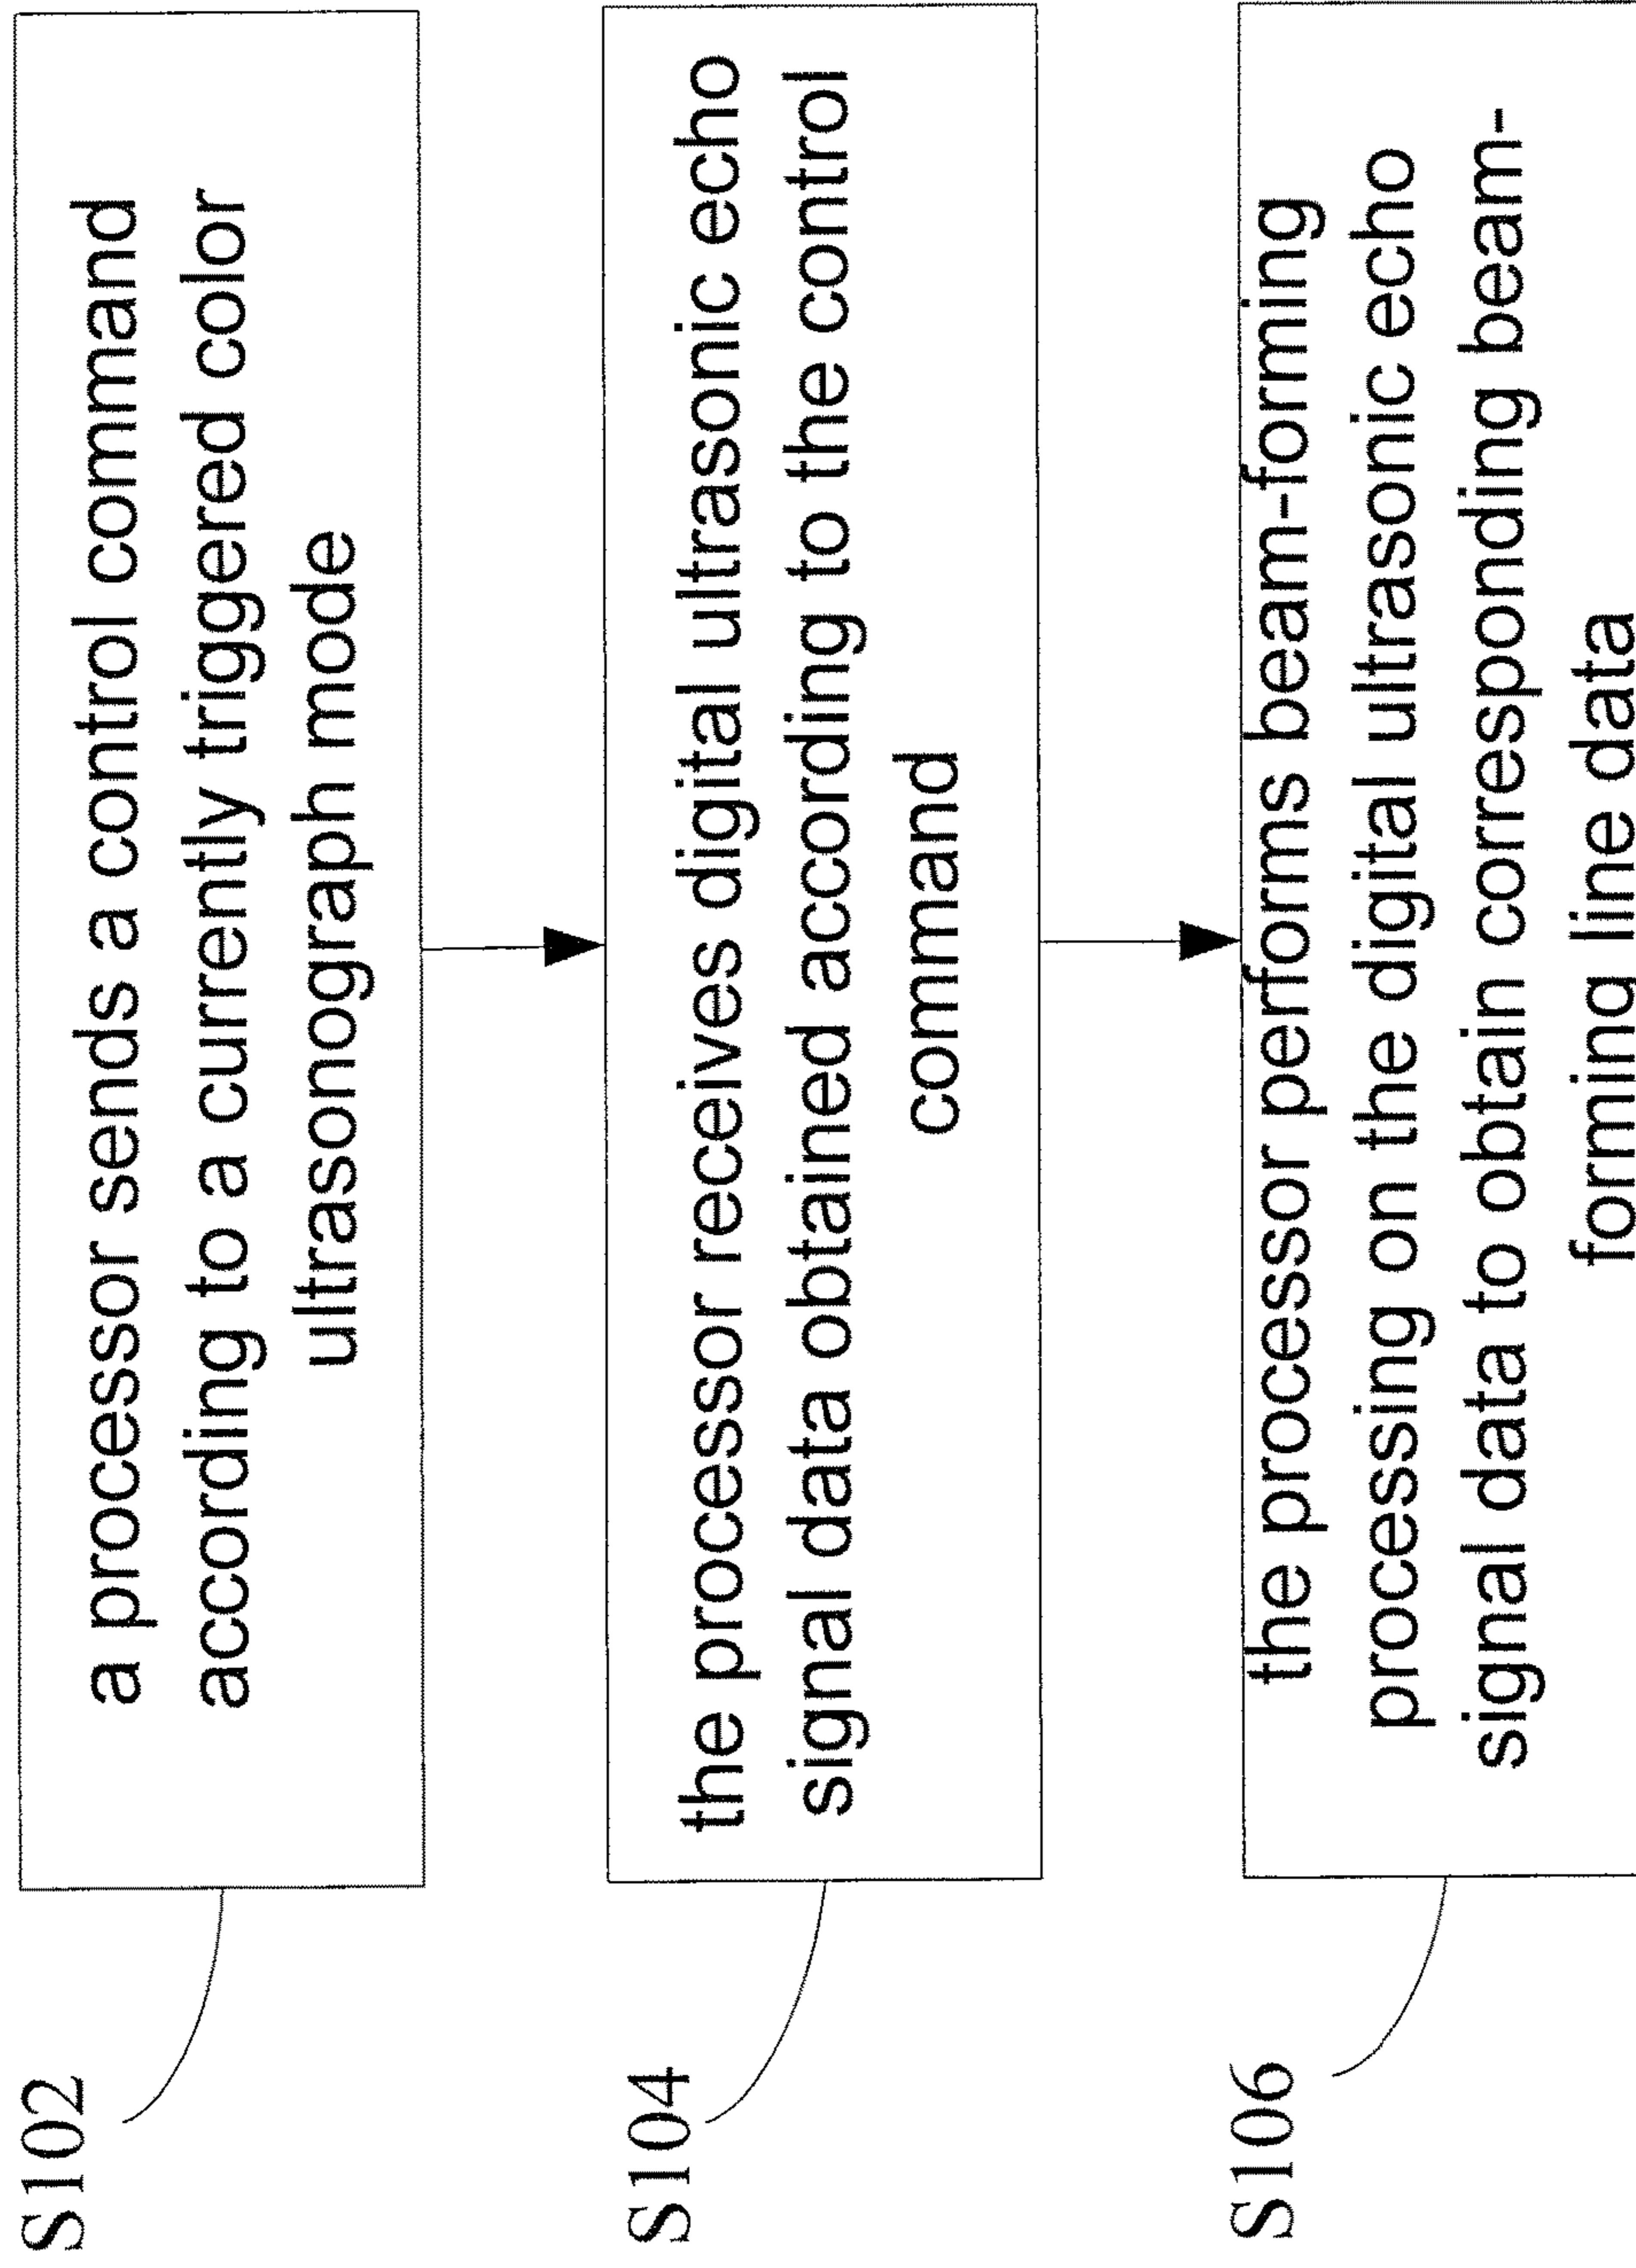 S102
a processor sends a control command
according to a currently triggered color
ultrasonograph mode
S104
the processor receives digital ultrasonic echo
signal data obtained according to the control
command
S106
the processor performs beam-forming
processing on the digital ultrasonic echo
signal data to obtain corresponding beam-
forming line data